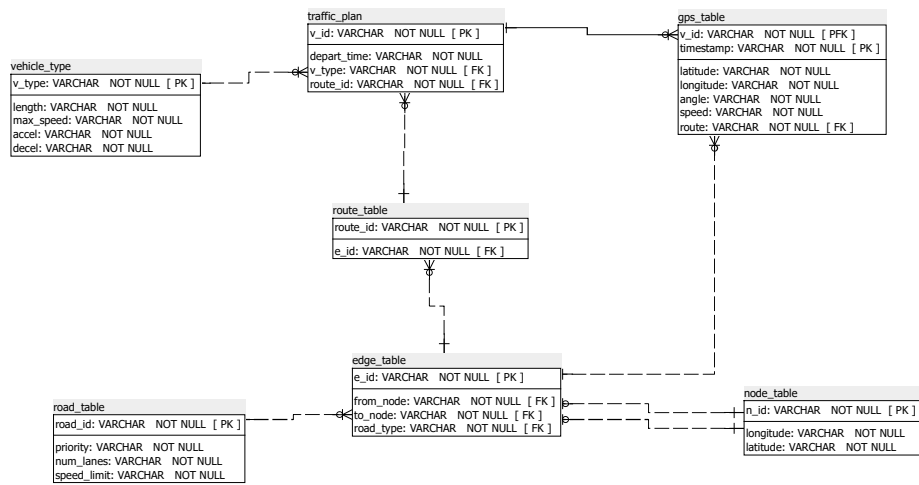 traffic_plan
v_id: VARCHAR NOT NULL [ PK ]
depart_time: VARCHAR NOT NULL
v_type: VARCHAR NOT NULL [ FK ]
route_id: VARCHAR NOT NULL [ FK ]
gps_table
v_id: VARCHAR NOT NULL [ PFK ]
timestamp: VARCHAR NOT NULL [ PK ]
latitude: VARCHAR NOT NULL
longitude: VARCHAR NOT NULL
angle: VARCHAR NOT NULL
speed: VARCHAR NOT NULL
route: VARCHAR NOT NULL [ FK ]
vehicle_type
v_type: VARCHAR NOT NULL [ PK ]
length: VARCHAR NOT NULL
max_speed: VARCHAR NOT NULL
accel: VARCHAR NOT NULL
decel: VARCHAR NOT NULL
route_table
route_id: VARCHAR NOT NULL [ PK ]
e_id: VARCHAR NOT NULL [ FK ]
edge_table
e_id: VARCHAR NOT NULL [ PK ]
from_node: VARCHAR NOT NULL [ FK ]
to_node: VARCHAR NOT NULL [ FK ]
road_type: VARCHAR NOT NULL [ FK ]
road_table
road_id: VARCHAR NOT NULL [ PK ]
priority: VARCHAR NOT NULL
num_lanes: VARCHAR NOT NULL
speed_limit: VARCHAR NOT NULL
node_table
n_id: VARCHAR NOT NULL [ PK ]
longitude: VARCHAR NOT NULL
latitude: VARCHAR NOT NULL